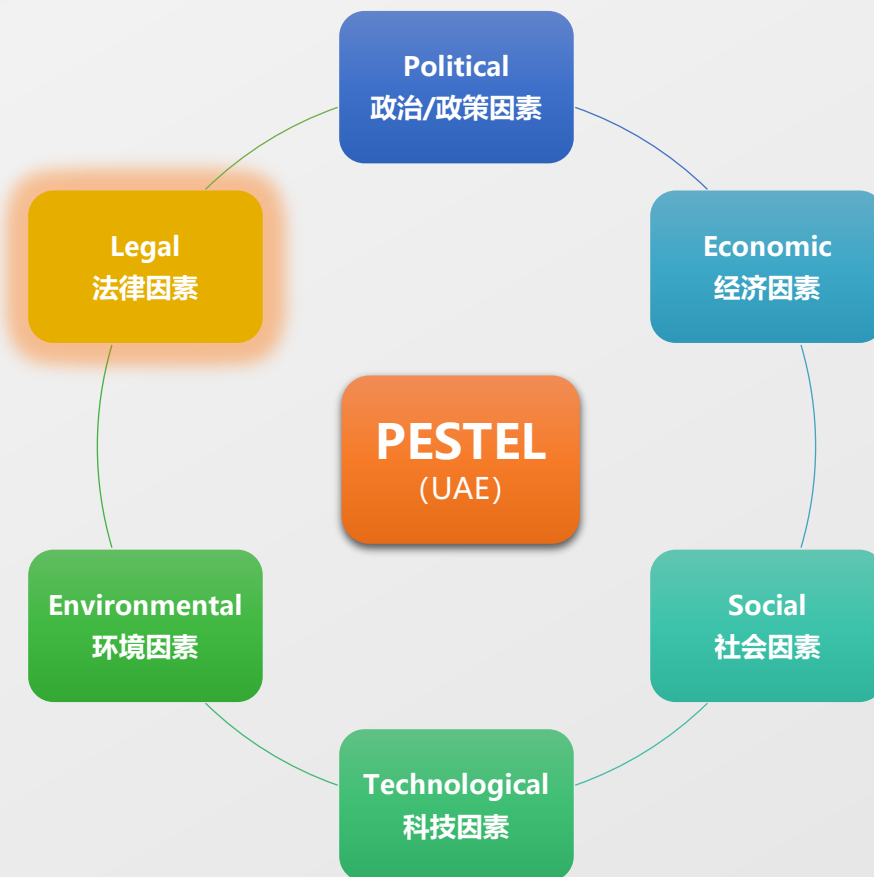 Political
政治/政策因素
Legal
法律因素
Economic
经济因素
PESTEL
（UAE）
Environmental
环境因素
Social
社会因素
Technological
科技因素